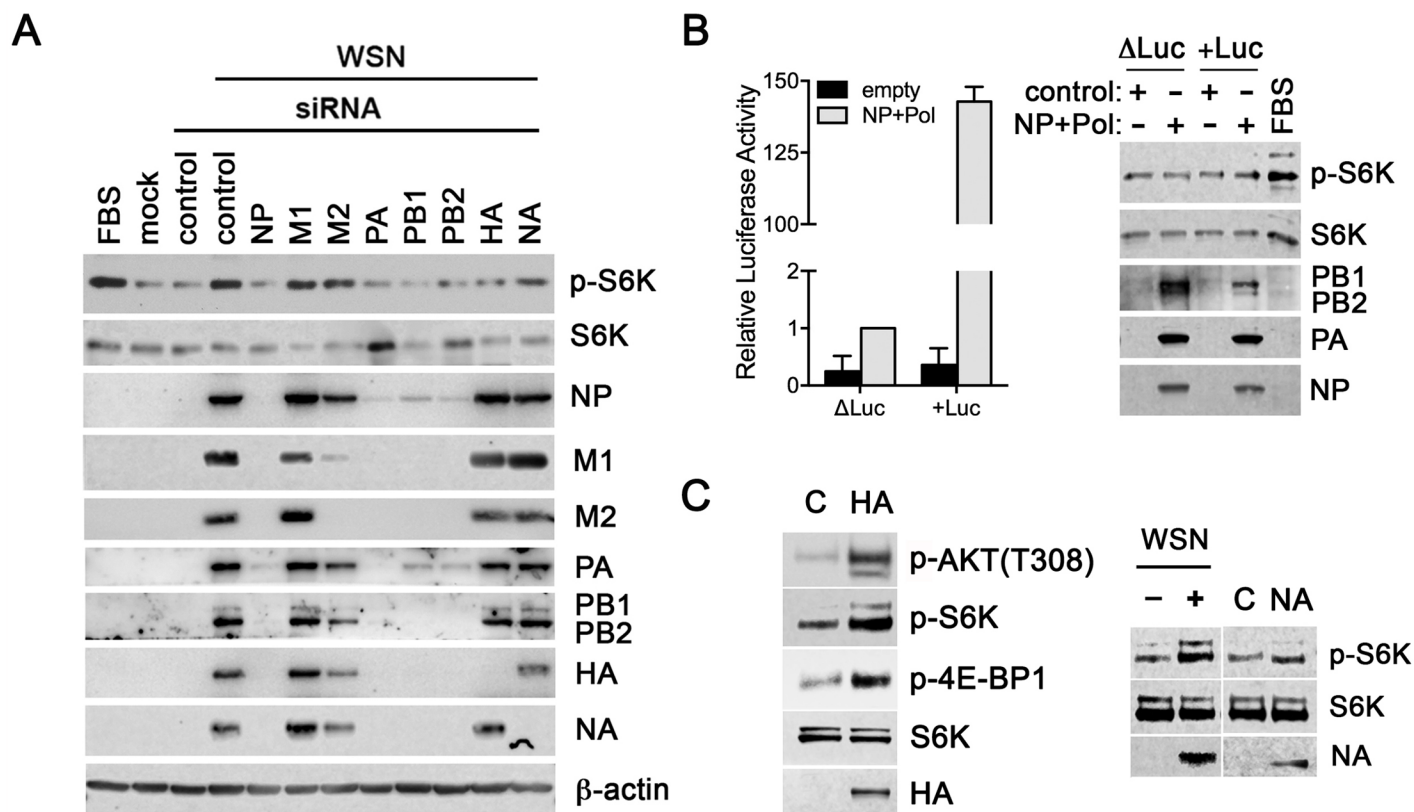 A
WSN
siRNA
FBS mock control control NP M1 M2 PA PB1 PB2 HA NA
p-S6K
S6K
NP
M1
M2
PA
PB1
PB2
HA
NA
β-actin
B
Relative Luciferase Activity
150
125
100
2
1
0
empty
NP+Pol
ΔLuc +Luc
ΔLuc +Luc
control: + - + - FBS
NP+Pol: - + - +
p-S6K
S6K
PB1
PB2
PA
NP
C
C HA
p-AKT(T308)
p-S6K
p-4E-BP1
S6K
HA
WSN
- + C NA
p-S6K
S6K
NA